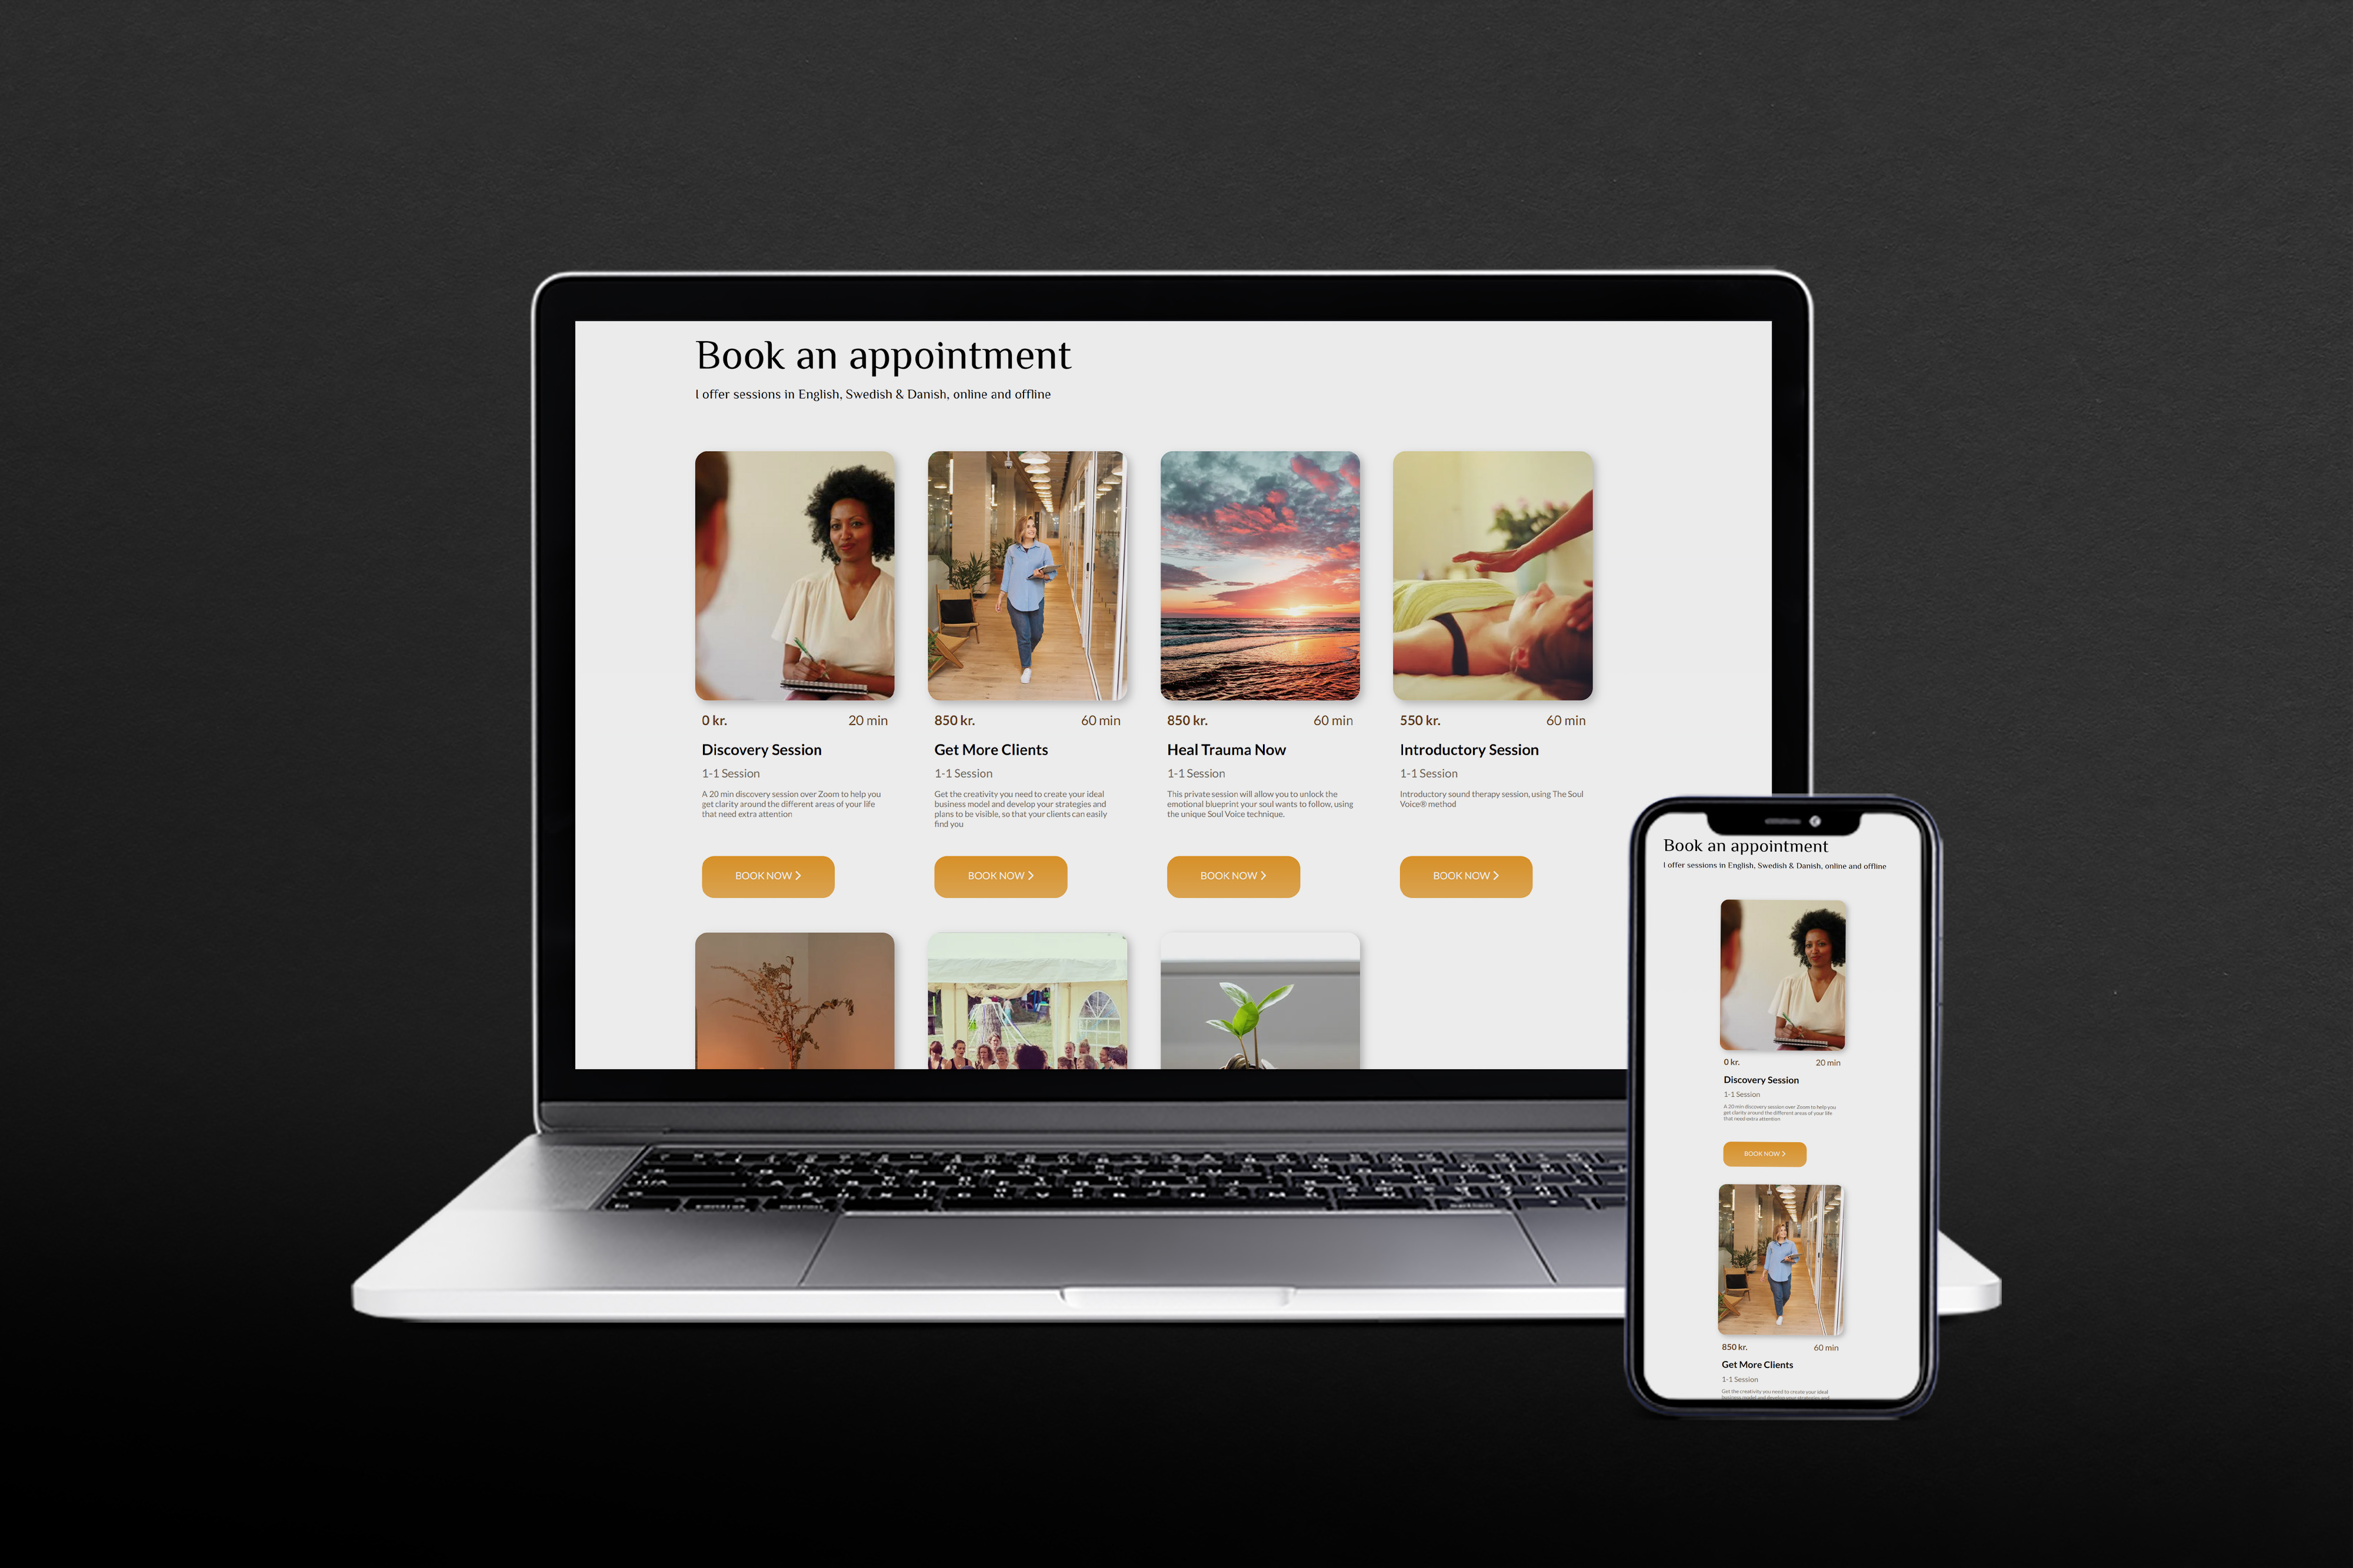 Book an appointment
I offer sessions in English, Swedish & Danish, online and offline
0 kr. 20 min
Discovery Session
1-1 Session
A 20 min discovery session over Zoom to help you
get clarity around the different areas of your life
that need extra attention
BOOK NOW
850 kr. 60 min
Get More Clients
1-1 Session
Get the creativity you need to create your ideal
business model and develop your strategies and
plans to be visible, so that your clients can easily
find you
BOOK NOW
850 kr. 60 min
Heal Trauma Now
1-1 Session
This private session will allow you to unlock the
emotional blueprint your soul wants to follow, using
the unique Soul Voice technique.
BOOK NOW
550 kr. 60 min
Introductory Session
1-1 Session
Introductory sound therapy session, using The Soul
Voice® method
BOOK NOW
Book an appointment
I offer sessions in English, Swedish & Danish, online and offline
0 kr. 20 min
Discovery Session
1-1 Session
A 20 min discovery session over Zoom to help you
get clarity around the different areas of your life
that need extra attention
BOOK NOW
850 kr. 60 min
Get More Clients
1-1 Session
Get the creativity you need to create your ideal
business model and develop your strategies and